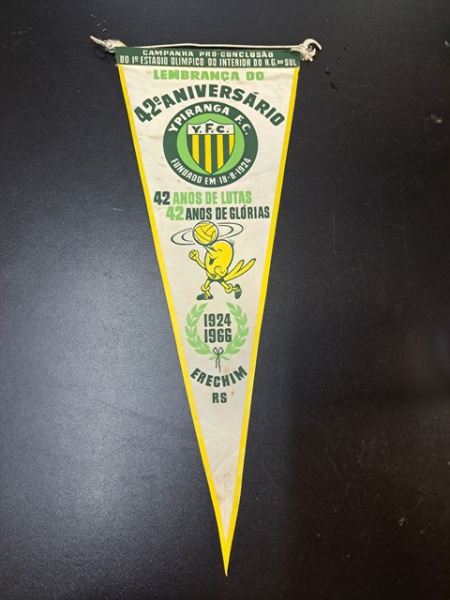 CAMPANHA PRÓ-CONCLUSÃO
DO 1º ESTÁDIO OLÍMPICO DO INTERIOR DO R.G. DO SUL
LEMBRANÇA DO
42º ANIVERSÁRIO
YPIRANGA F.C.
Y.F.C.
FUNDADO EM 18-8-1924
42 ANOS DE LUTAS
42 ANOS DE GLÓRIAS
1924
1966
ERECHIM
RS